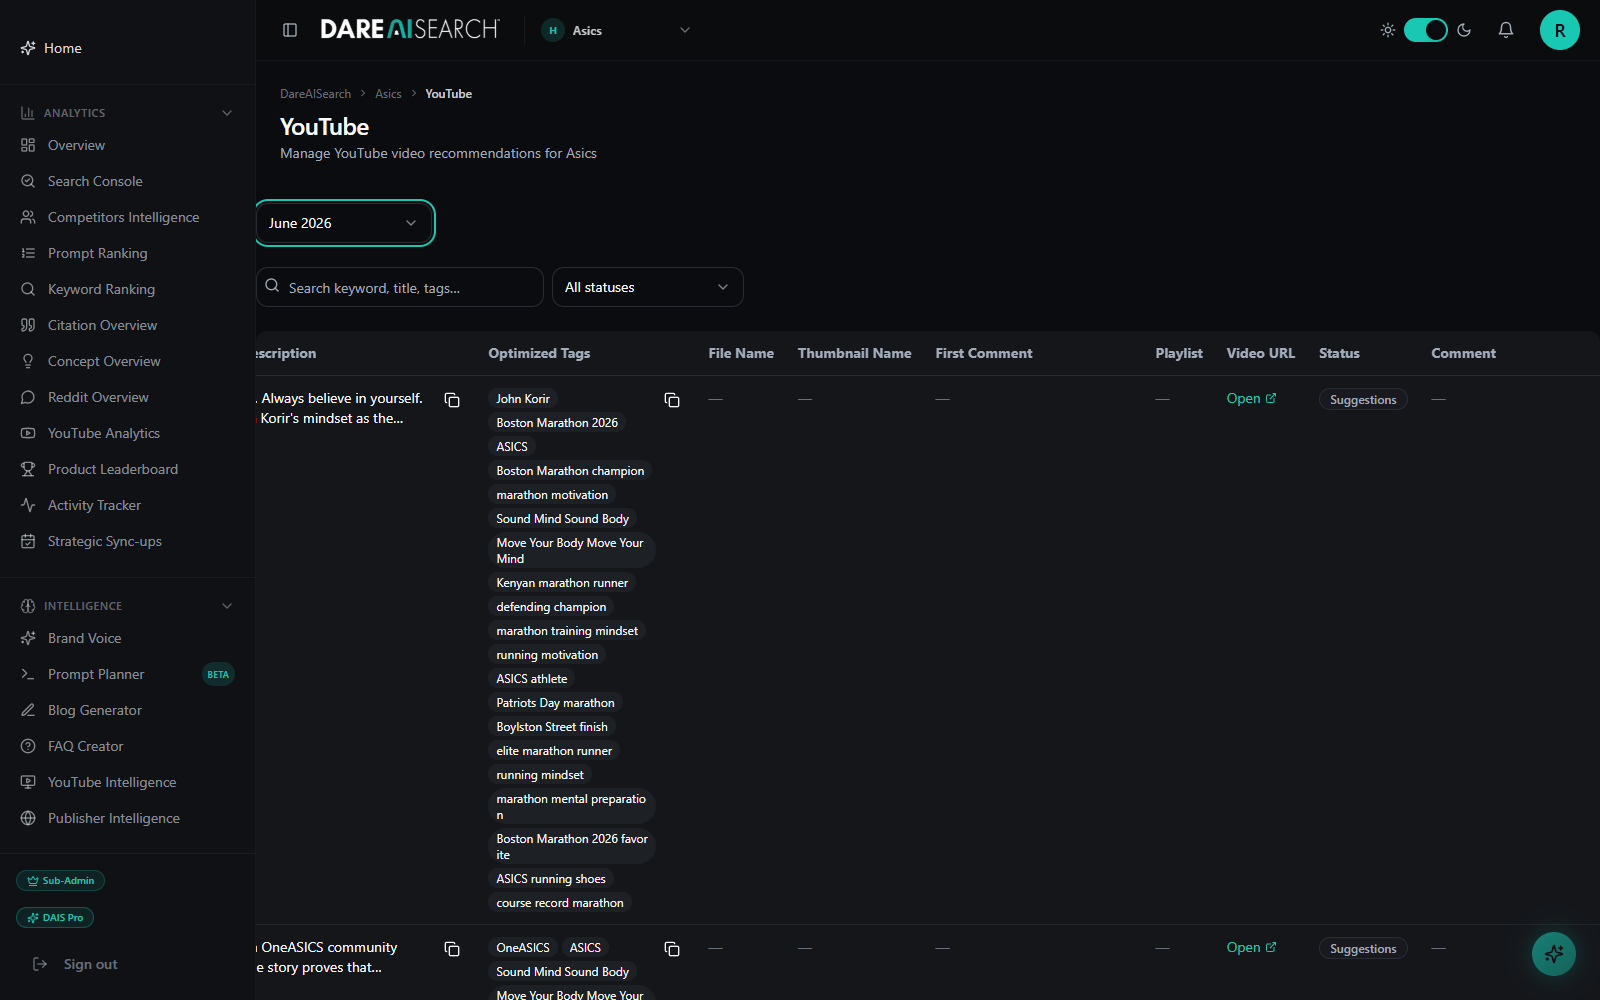 Home
ANALYTICS
Overview
Search Console
Competitors Intelligence
Prompt Ranking
Keyword Ranking
Citation Overview
Concept Overview
Reddit Overview
YouTube Analytics
Product Leaderboard
Activity Tracker
Strategic Sync-ups
INTELLIGENCE
Brand Voice
Prompt Planner BETA
Blog Generator
FAQ Creator
YouTube Intelligence
Publisher Intelligence
Sub-Admin
DAIS Pro
Sign out
DARE AISEARCH
H Asics
R
DareAISearch > Asics > YouTube
YouTube
Manage YouTube video recommendations for Asics
June 2026
Search keyword, title, tags...
All statuses
escription Optimized Tags File Name Thumbnail Name First Comment Playlist Video URL Status Comment
. Always believe in yourself.
Korir's mindset as the...
John Korir
Boston Marathon 2026
ASICS
Boston Marathon champion
marathon motivation
Sound Mind Sound Body
Move Your Body Move Your
Mind
Kenyan marathon runner
defending champion
marathon training mindset
running motivation
ASICS athlete
Patriots Day marathon
Boylston Street finish
elite marathon runner
running mindset
marathon mental preparatio
n
Boston Marathon 2026 favor
ite
ASICS running shoes
course record marathon
— — — — Open Suggestions —
OneASICS community
e story proves that...
OneASICS ASICS
Sound Mind Sound Body
Move Your Body Move Your
— — — — Open Suggestions —